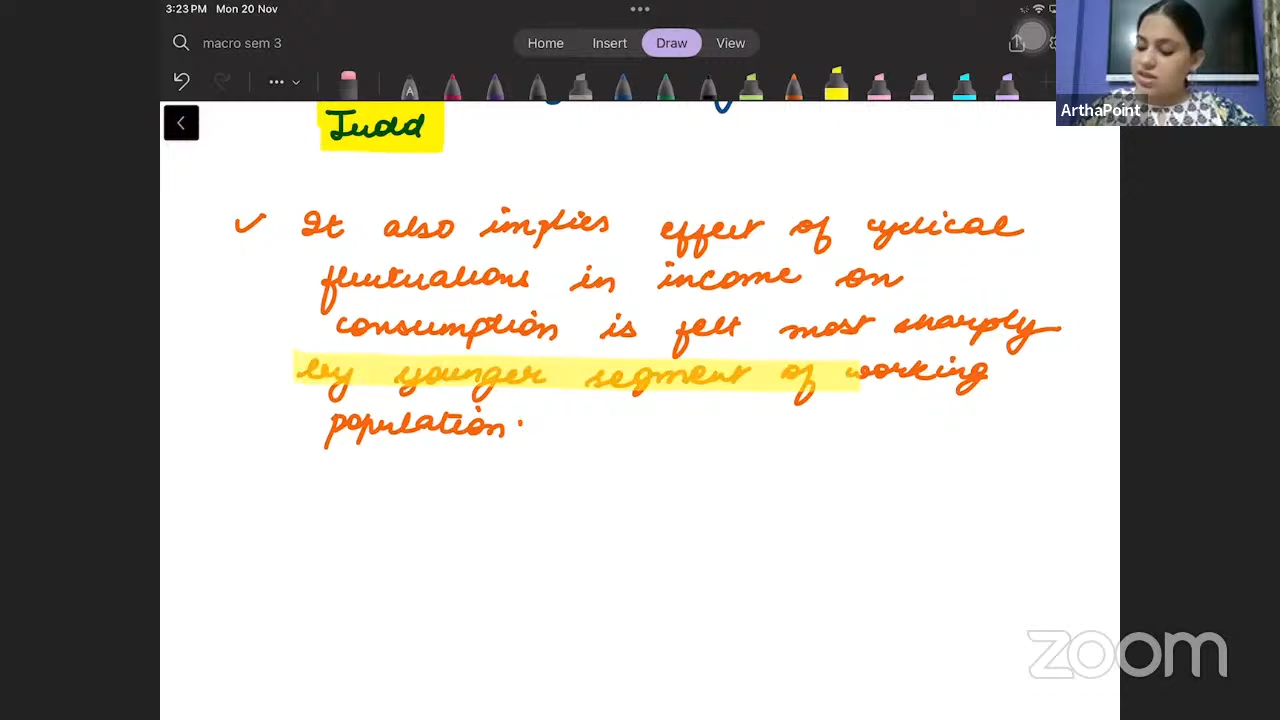 3:23 PM Mon 20 Nov
macro sem 3
Home Insert Draw View
A
ArthaPoint
Judd
✓ It also implies effect of cyclical
fluctuations in income on
consumption is felt most sharply
by younger segment of working
population.
zoom